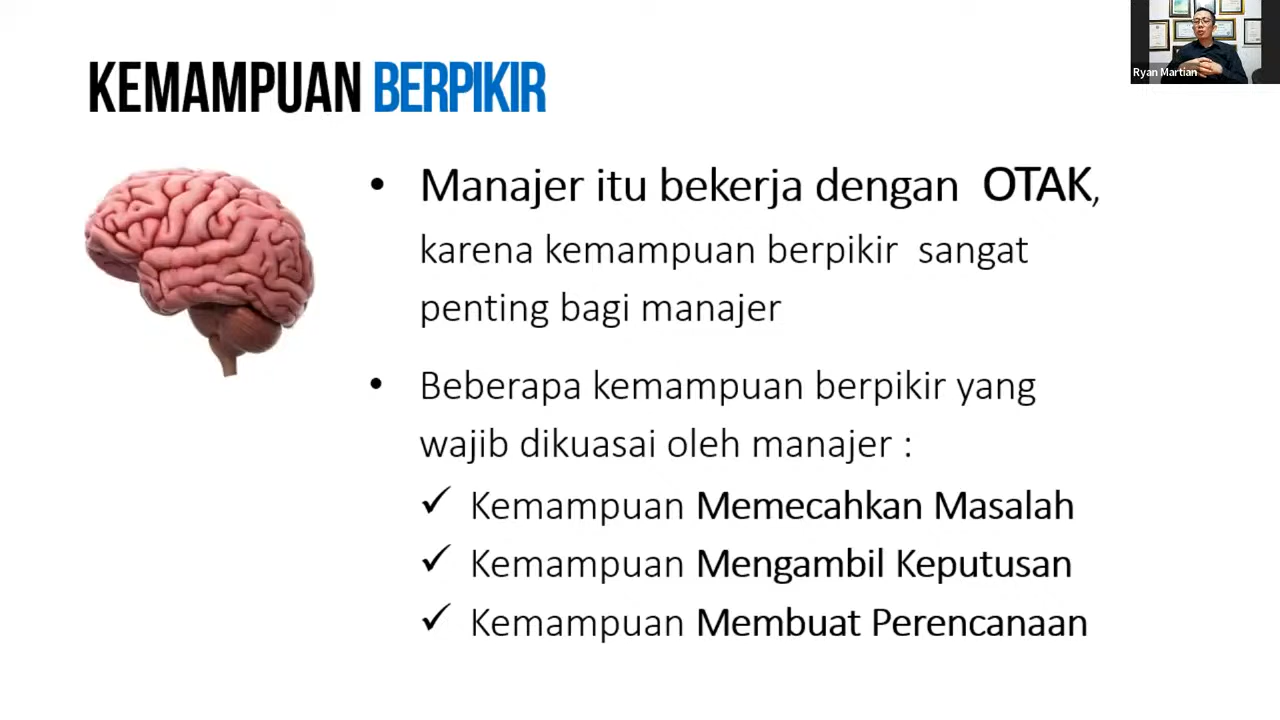 KEMAMPUAN BERPIKIR
Ryan Martian
• Manajer itu bekerja dengan OTAK,
karena kemampuan berpikir sangat
penting bagi manajer
• Beberapa kemampuan berpikir yang
wajib dikuasai oleh manajer :
✓ Kemampuan Memecahkan Masalah
✓ Kemampuan Mengambil Keputusan
✓ Kemampuan Membuat Perencanaan